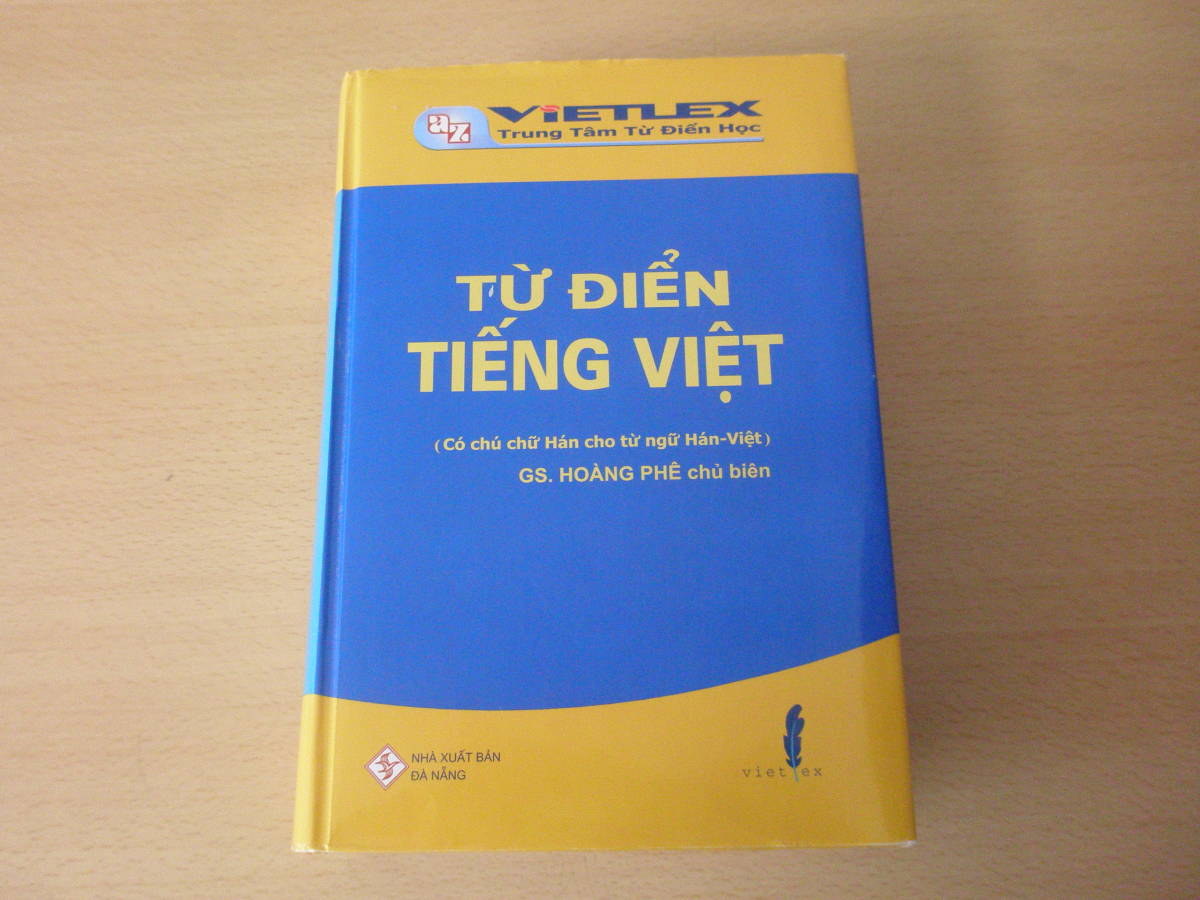 az
VIETLEX
Trung Tâm Từ Điển Học
TỪ ĐIỂN
TIẾNG VIỆT
(Có chú chữ Hán cho từ ngữ Hán-Việt)
GS. HOÀNG PHÊ chủ biên
NHÀ XUẤT BẢN
ĐÀ NẴNG
vietlex